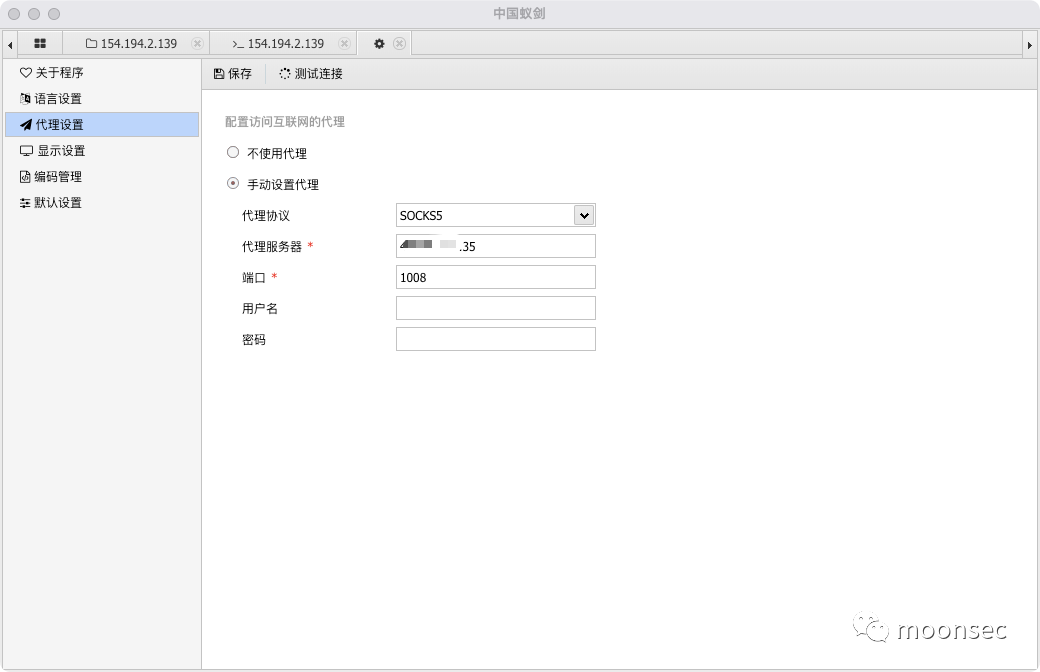 中国蚁剑
154.194.2.139
>_ 154.194.2.139
关于程序
语言设置
代理设置
显示设置
编码管理
默认设置
保存
测试连接
配置访问互联网的代理
不使用代理
手动设置代理
代理协议 SOCKS5
代理服务器 * .35
端口 * 1008
用户名
密码
moonsec